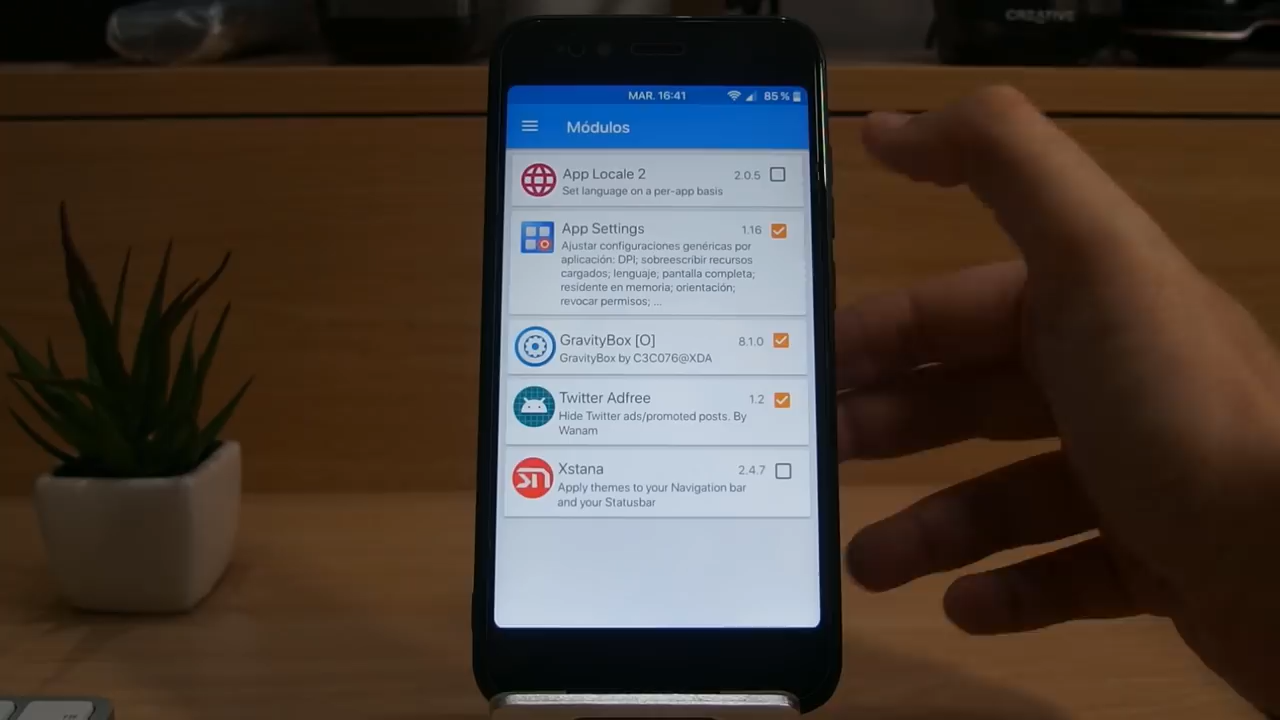 CREATIVE
MAR. 16:41 85 %
Módulos
App Locale 2 2.0.5
Set language on a per-app basis
App Settings 1.16
Ajustar configuraciones genéricas por
aplicación: DPI; sobreescribir recursos
cargados; lenguaje; pantalla completa;
residente en memoria; orientación;
revocar permisos; ...
GravityBox [O] 8.1.0
GravityBox by C3C076@XDA
Twitter Adfree 1.2
Hide Twitter ads/promoted posts. By
Wanam
Xstana 2.4.7
Apply themes to your Navigation bar
and your Statusbar